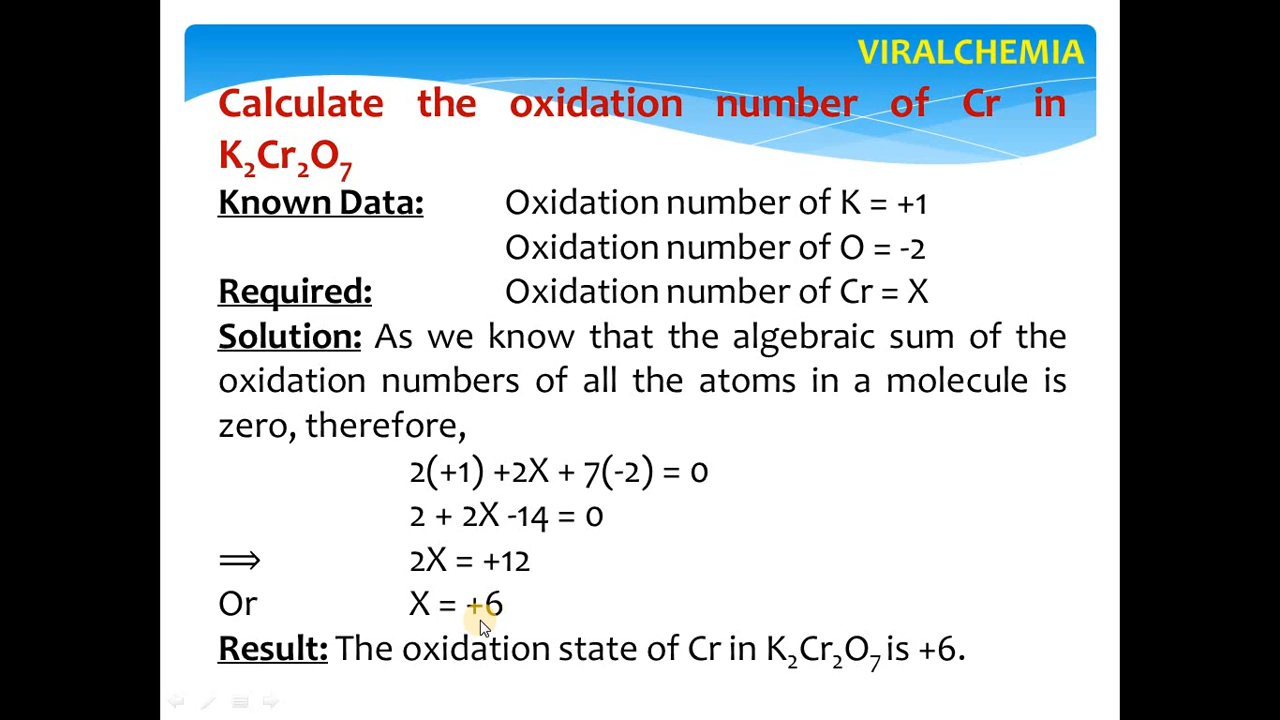 VIRALCHEMIA
Calculate the oxidation number of Cr in
K₂Cr₂O₇
Known Data: Oxidation number of K = +1
Oxidation number of O = -2
Required: Oxidation number of Cr = X
Solution: As we know that the algebraic sum of the
oxidation numbers of all the atoms in a molecule is
zero, therefore,
2(+1) +2X + 7(-2) = 0
2 + 2X -14 = 0
⟹ 2X = +12
Or X = +6
Result: The oxidation state of Cr in K₂Cr₂O₇ is +6.